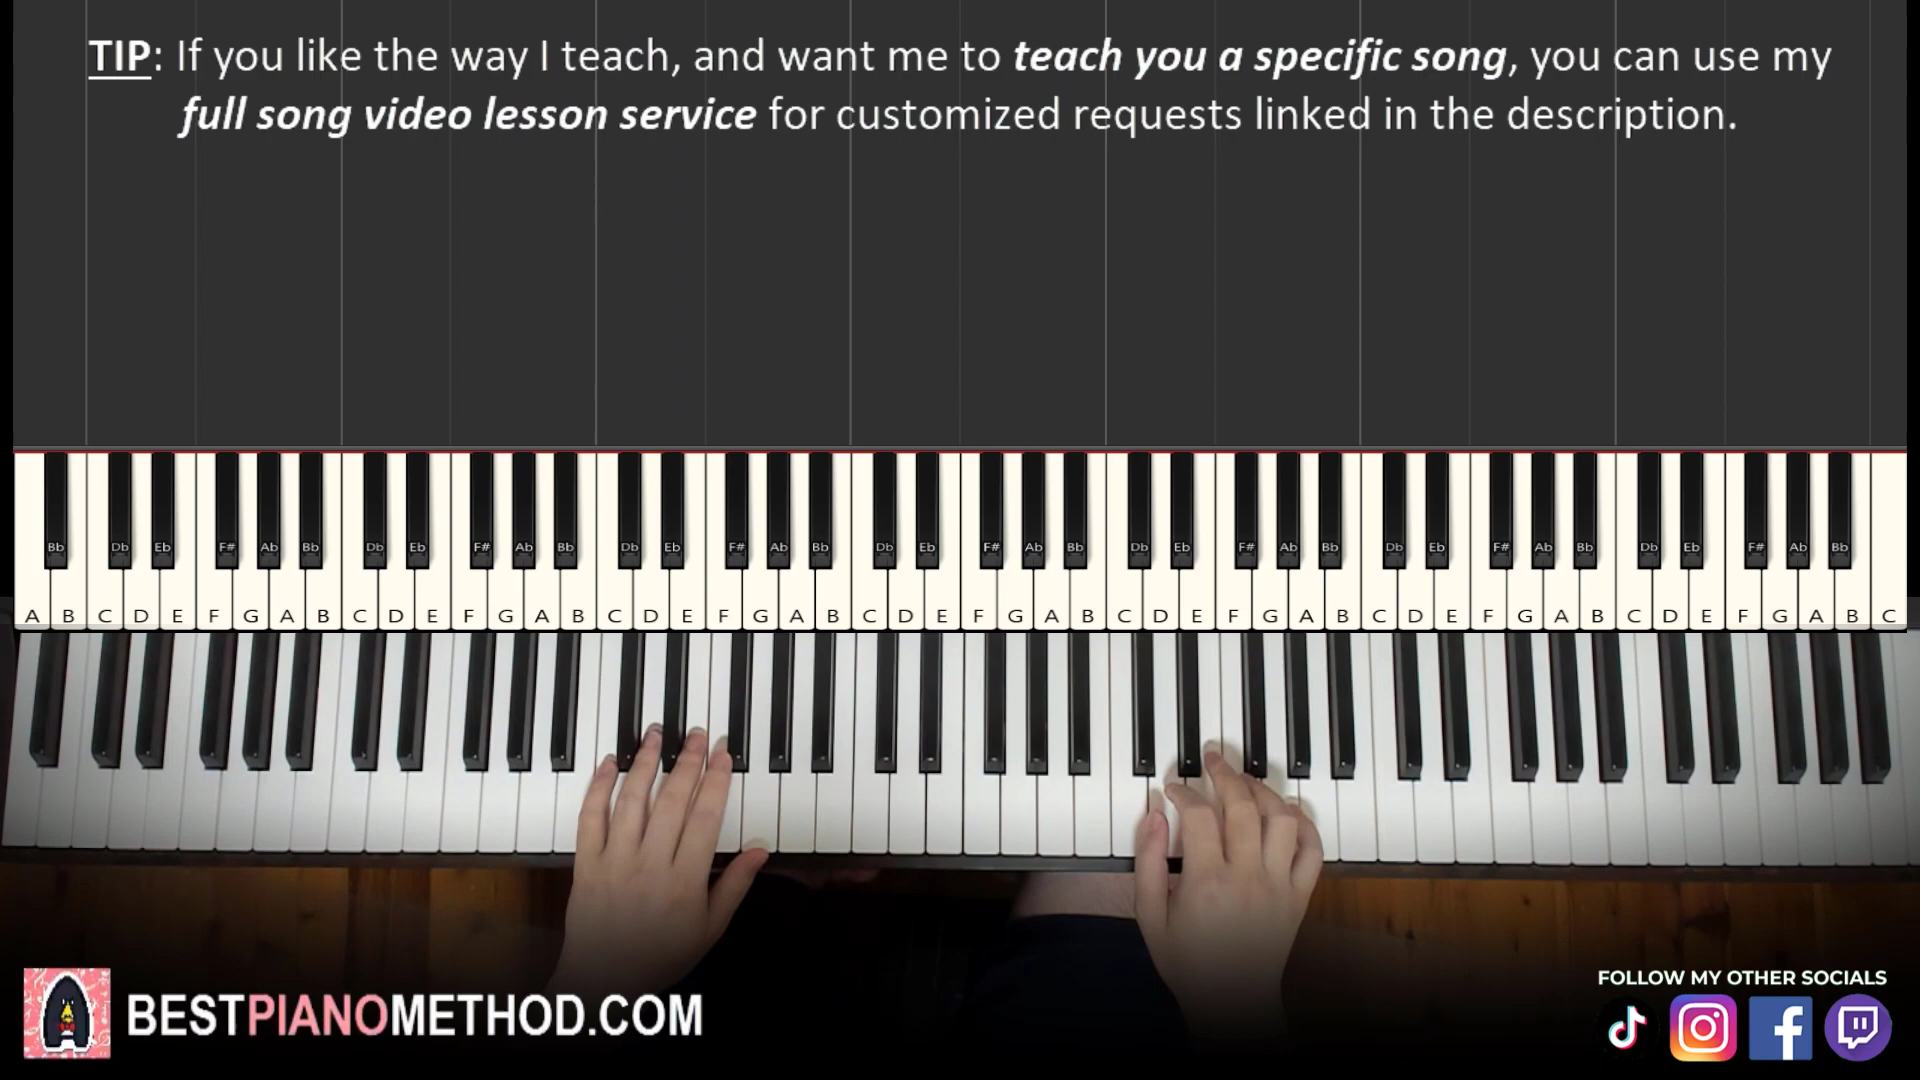 TIP: If you like the way I teach, and want me to teach you a specific song, you can use my
full song video lesson service for customized requests linked in the description.
Bb Db Eb F# Ab Bb Db Eb F# Ab Bb Db Eb F# Ab Bb Db Eb F# Ab Bb Db Eb F# Ab Bb Db Eb F# Ab Bb Db Eb F# Ab Bb
A B C D E F G A B C D E F G A B C D E F G A B C D E F G A B C D E F G A B C D E F G A B C D E F G A B C
BESTPIANOMETHOD.COM
FOLLOW MY OTHER SOCIALS